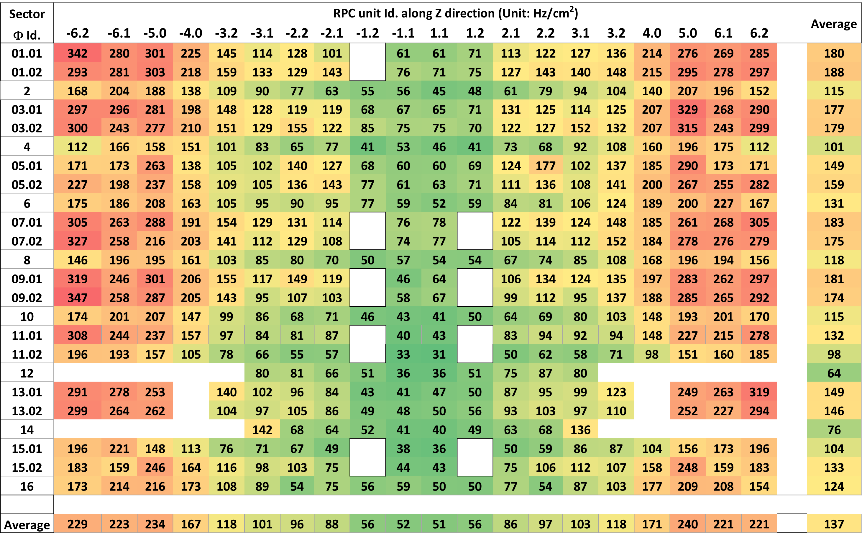 Sector RPC unit Id. along Z direction (Unit: Hz/cm²) Average
Φ Id. -6.2 -6.1 -5.0 -4.0 -3.2 -3.1 -2.2 -2.1 -1.2 -1.1 1.1 1.2 2.1 2.2 3.1 3.2 4.0 5.0 6.1 6.2
01.01 342 280 301 225 145 114 128 101 61 61 71 113 122 127 136 214 276 269 285 180
01.02 293 281 303 218 159 133 129 143 76 71 75 127 143 140 148 215 295 278 297 188
2 168 204 188 138 109 90 77 63 55 56 45 48 61 79 94 104 140 207 196 152 115
03.01 297 296 281 198 148 128 119 119 68 67 65 71 131 125 114 125 207 329 268 290 177
03.02 300 243 277 210 151 129 155 122 85 75 75 70 122 127 152 132 207 315 243 299 179
4 112 166 158 151 101 83 65 77 41 53 46 41 73 68 92 108 160 196 175 112 101
05.01 171 173 263 138 105 102 140 127 68 60 60 69 124 177 102 137 185 290 173 171 149
05.02 227 198 237 158 109 105 136 143 77 61 63 71 111 136 108 141 200 267 255 282 159
6 175 186 208 163 105 95 90 95 77 59 52 59 84 81 106 124 189 200 227 167 131
07.01 305 263 288 191 154 129 131 114 76 78 122 139 124 148 185 261 268 305 183
07.02 327 258 216 203 141 112 129 108 74 77 105 114 112 152 184 278 276 279 175
8 146 196 195 161 103 85 80 70 50 57 54 54 67 74 85 108 168 196 194 156 118
09.01 319 246 301 206 155 117 149 119 46 64 106 134 124 135 197 283 262 297 181
09.02 347 258 287 205 143 95 107 103 58 67 99 112 95 137 188 285 265 292 174
10 174 201 207 147 99 86 68 71 46 43 41 50 64 69 80 103 148 193 201 170 115
11.01 308 244 237 157 97 84 81 87 40 43 83 94 92 94 148 227 215 278 132
11.02 196 193 157 105 78 66 55 57 33 31 50 62 58 71 98 151 160 185 98
12 80 81 66 51 36 36 51 75 87 80 64
13.01 291 278 253 140 102 96 84 43 41 47 50 87 95 99 123 249 263 319 149
13.02 299 264 262 104 97 105 86 49 48 50 56 93 103 97 110 252 227 294 146
14 142 68 64 52 41 40 49 63 68 136 76
15.01 196 221 148 113 76 71 67 49 38 36 50 59 86 87 104 156 173 196 104
15.02 183 159 246 164 116 98 103 75 44 43 75 106 112 107 158 248 159 183 133
16 173 214 216 173 108 89 54 75 56 59 50 50 77 54 87 103 177 209 208 154 124
Average 229 223 234 167 118 101 96 88 56 52 51 56 86 97 103 118 171 240 221 221 137